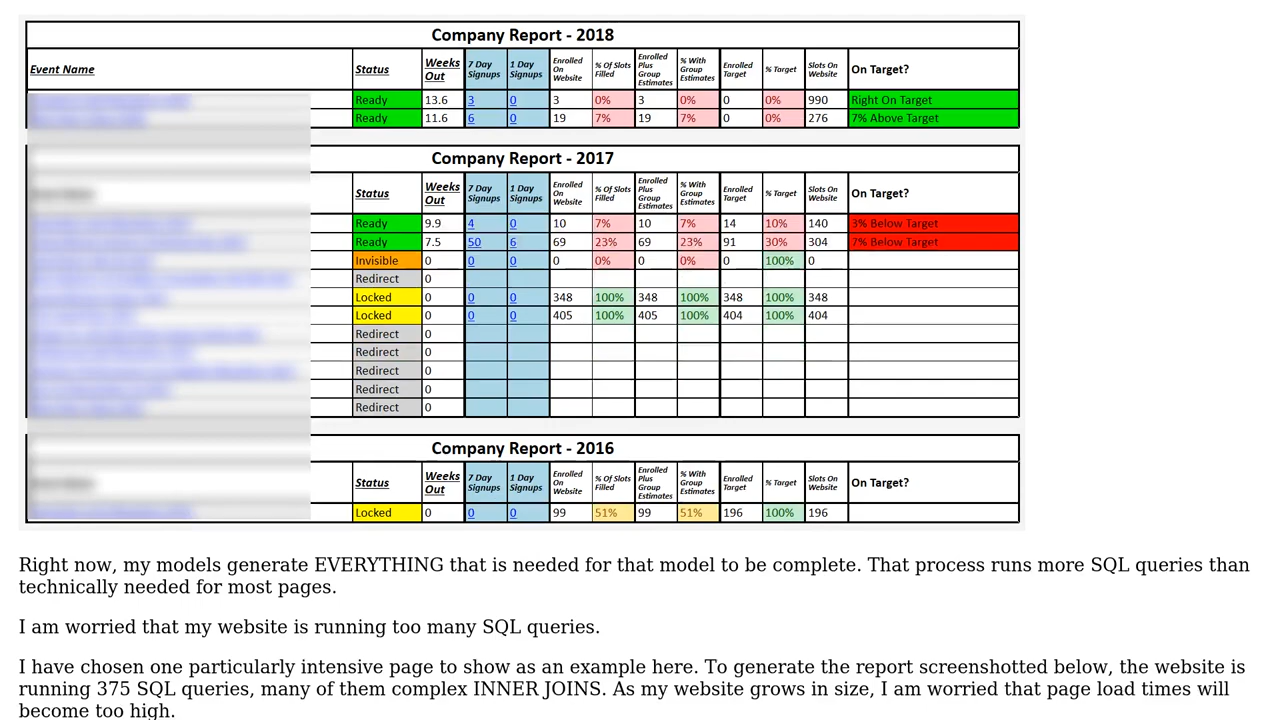 Company Report - 2018
Event Name Status Weeks Out 7 Day Signups 1 Day Signups Enrolled On Website % Of Slots Filled Enrolled Plus Group Estimates % With Group Estimates Enrolled Target % Target Slots On Website On Target?
Ready 13.6 3 0 3 0% 3 0% 0 0% 990 Right On Target
Ready 11.6 6 0 19 7% 19 7% 0 0% 276 7% Above Target
Company Report - 2017
Status Weeks Out 7 Day Signups 1 Day Signups Enrolled On Website % Of Slots Filled Enrolled Plus Group Estimates % With Group Estimates Enrolled Target % Target Slots On Website On Target?
Ready 9.9 4 0 10 7% 10 7% 14 10% 140 3% Below Target
Ready 7.5 50 6 69 23% 69 23% 91 30% 304 7% Below Target
Invisible 0 0 0 0 0% 0 0% 0 100% 0
Redirect 0
Locked 0 0 0 348 100% 348 100% 348 100% 348
Locked 0 0 0 405 100% 405 100% 404 100% 404
Redirect 0
Redirect 0
Redirect 0
Redirect 0
Redirect 0
Company Report - 2016
Status Weeks Out 7 Day Signups 1 Day Signups Enrolled On Website % Of Slots Filled Enrolled Plus Group Estimates % With Group Estimates Enrolled Target % Target Slots On Website On Target?
Locked 0 0 0 99 51% 99 51% 196 100% 196
Right now, my models generate EVERYTHING that is needed for that model to be complete. That process runs more SQL queries than
technically needed for most pages.
I am worried that my website is running too many SQL queries.
I have chosen one particularly intensive page to show as an example here. To generate the report screenshotted below, the website is
running 375 SQL queries, many of them complex INNER JOINS. As my website grows in size, I am worried that page load times will
become too high.